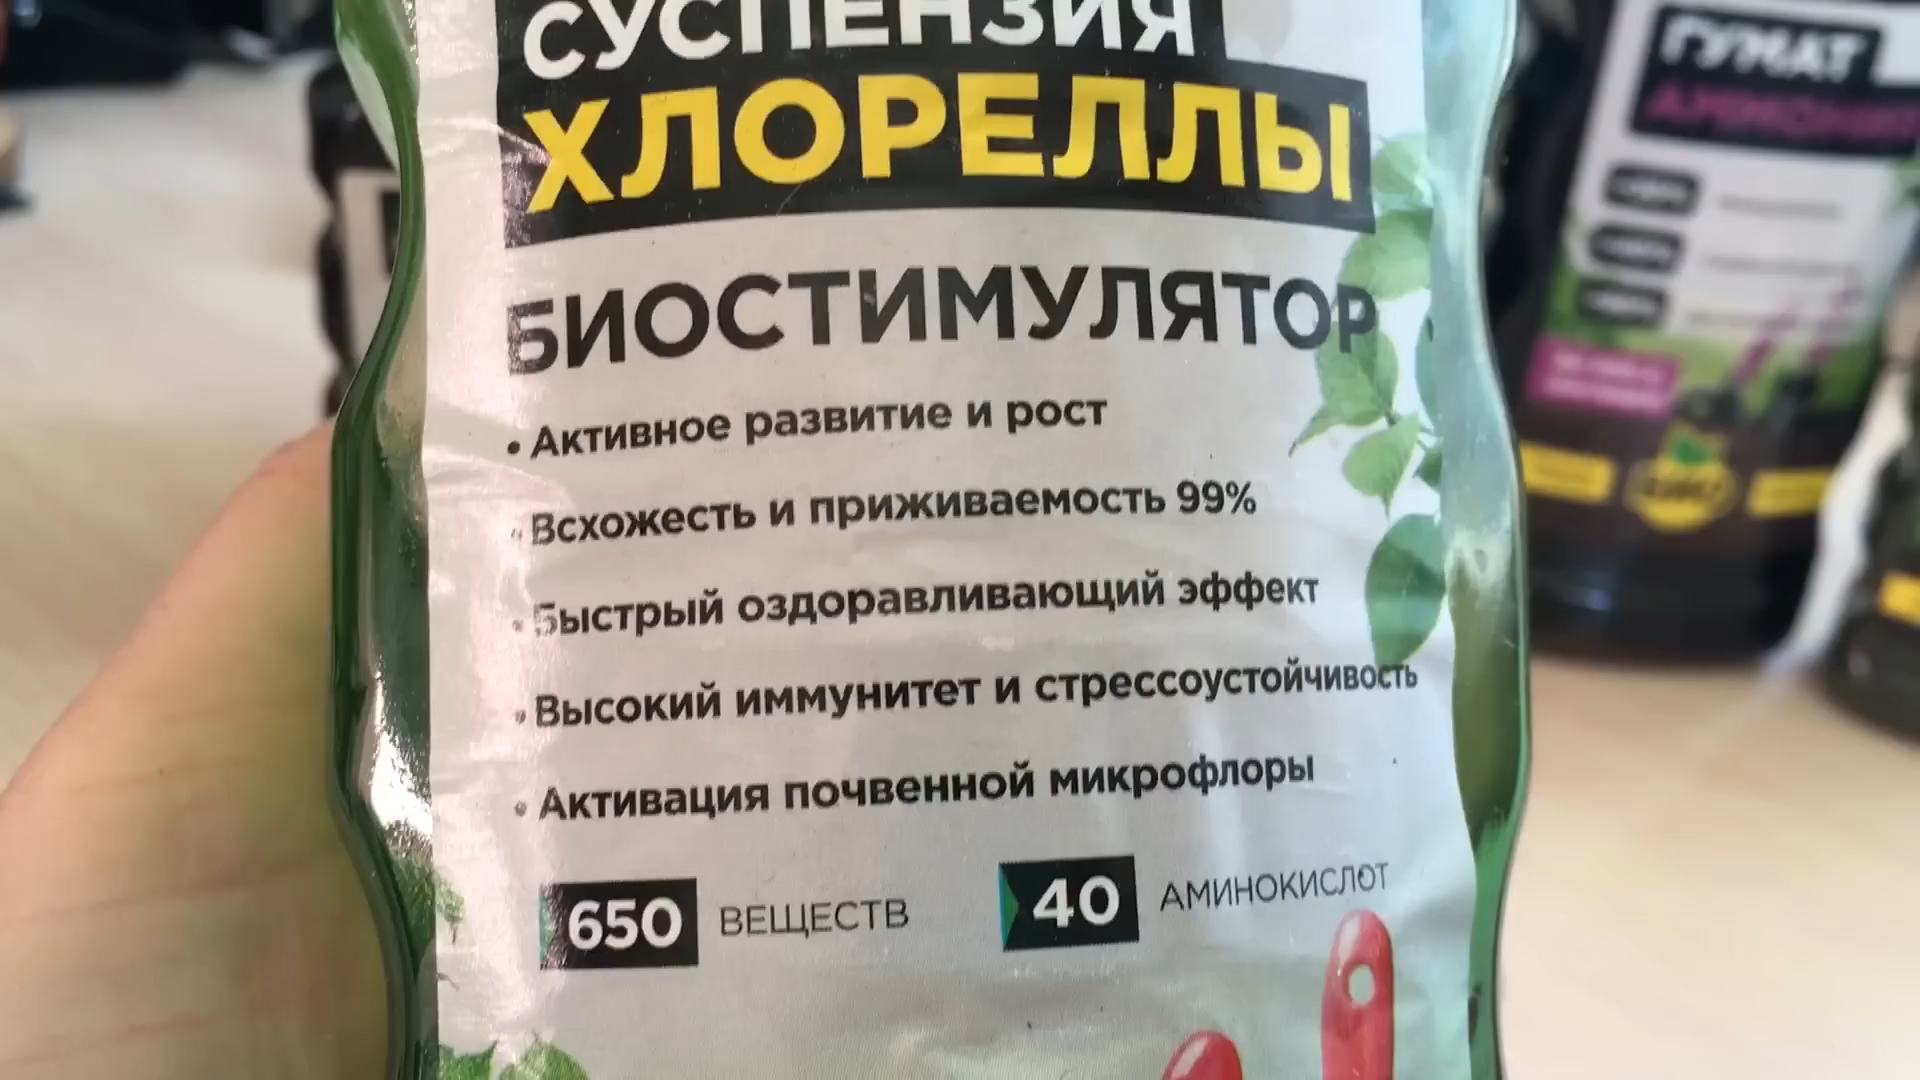 СУСПЕНЗИЯ
ХЛОРЕЛЛЫ
БИОСТИМУЛЯТОР
• Активное развитие и рост
• Всхожесть и приживаемость 99%
• Быстрый оздоравливающий эффект
• Высокий иммунитет и стрессоустойчивость
• Активация почвенной микрофлоры
650 ВЕЩЕСТВ 40 АМИНОКИСЛОТ
ГУМАТ